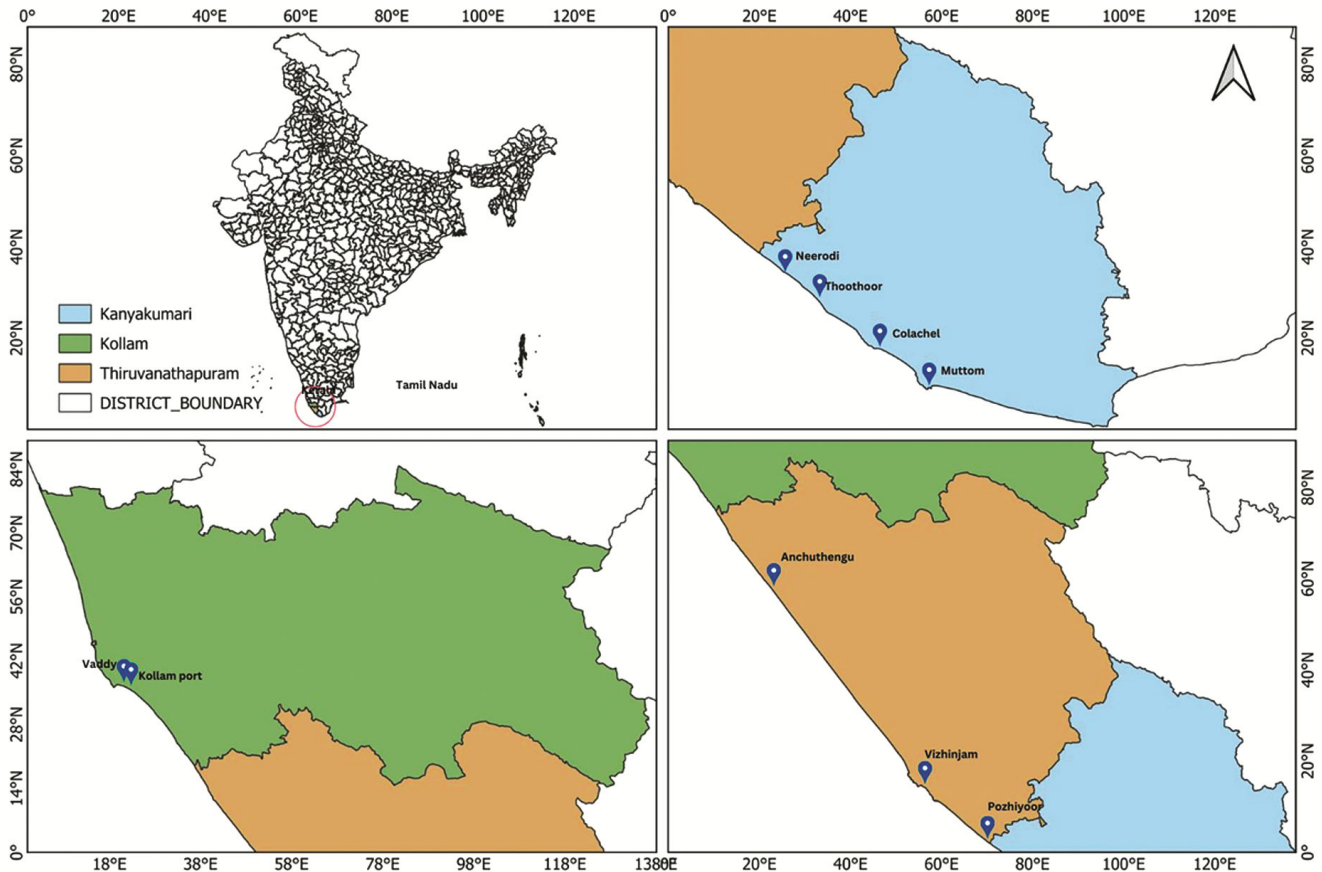 0° 20°E 40°E 60°E 80°E 100°E 120°E
0° 20°E 40°E 60°E 80°E 100°E 120°E
80°N
60°N
40°N
20°N
Kanyakumari
Kollam
Thiruvanathapuram
DISTRICT_BOUNDARY
Tamil Nadu
Neerodi
Thoothoor
Colachel
Muttom
80°N
60°N
40°N
20°N
84°N
70°N
56°N
42°N
28°N
14°N
0°
Vaddy
Kollam port
Anchuthengu
Vizhinjam
Pozhiyoor
80°N
60°N
40°N
20°N
0°
18°E 38°E 58°E 78°E 98°E 118°E
20°E 40°E 60°E 80°E 100°E 120°E